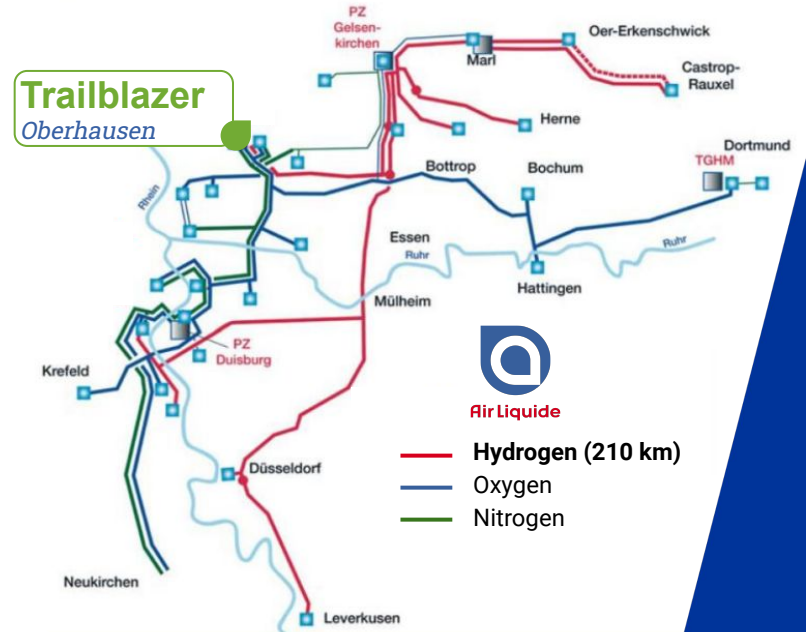 PZ
Gelsen-
kirchen
Oer-Erkenschwick
Marl
Castrop-
Rauxel
Trailblazer
Oberhausen
Herne
Dortmund
TGHM
Bottrop
Bochum
Rhein
Essen
Ruhr
Ruhr
Hattingen
Mülheim
PZ
Duisburg
Krefeld
Air Liquide
Hydrogen (210 km)
Oxygen
Nitrogen
Düsseldorf
Neukirchen
Leverkusen